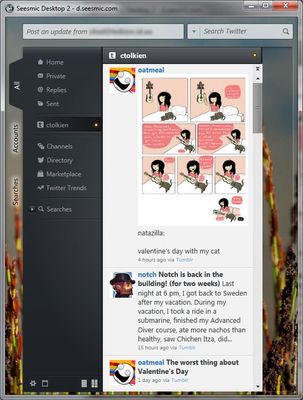 Seesmic Desktop 2 - d.seesmic.com
Post an update from
Search Twitter
All
Home
Private
Replies
Sent
ctolkien
Channels
Directory
Marketplace
Twitter Trends
Searches
Accounts
Searches
ctolkien
oatmeal
natazilla:
valentine's day with my cat
4 hours ago via Tumblr
notch Notch is back in the
building! (for two weeks) Last
night at 6 pm, I got back to Sweden
after my vacation. During my
vacation, I took a ride in a
submarine, finished my Advanced
Diver course, ate more nachos than
healthy, saw Chichen Itza, did...
15 hours ago via Tumblr
oatmeal The worst thing about
Valentine's Day
1 day ago via Tumblr